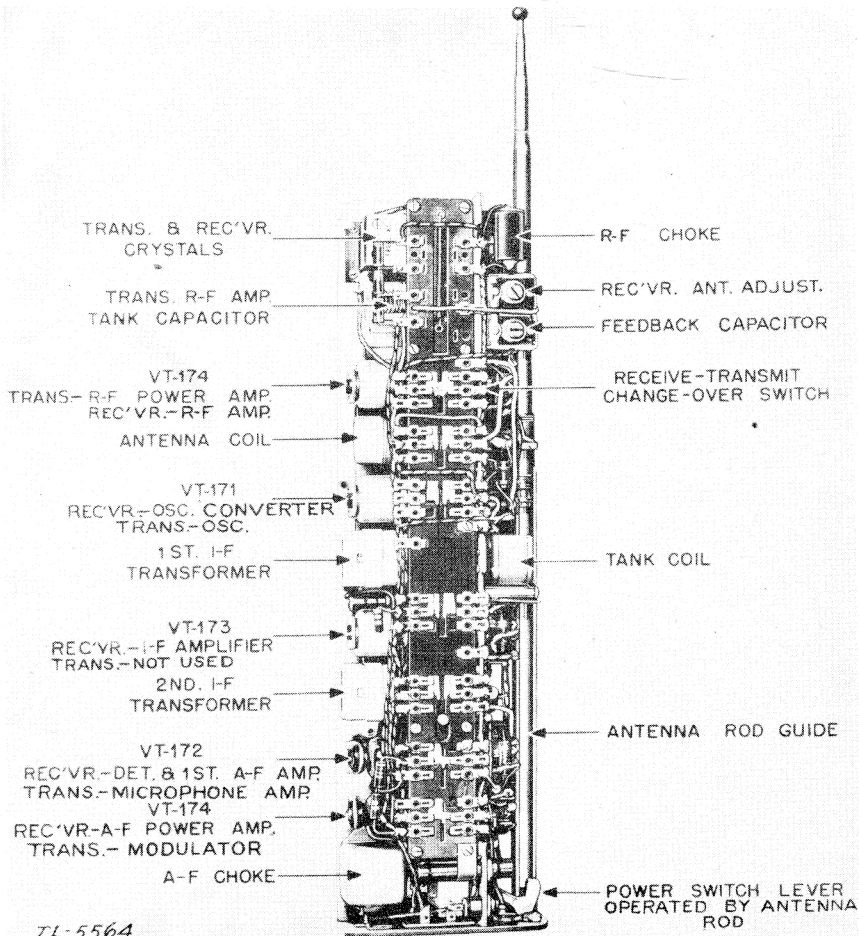 TRANS. & REC'VR.
CRYSTALS
TRANS. R-F AMP.
TANK CAPACITOR
VT-174
TRANS.-R-F POWER AMP.
REC'VR.-R-F AMP.
ANTENNA COIL
VT-171
REC'VR.-OSC. CONVERTER
TRANS.-OSC.
1ST. I-F
TRANSFORMER
VT-173
REC'VR.-I-F AMPLIFIER
TRANS.-NOT USED
2ND. I-F
TRANSFORMER
VT-172
REC'VR.-DET. & 1ST. A-F AMP.
TRANS.-MICROPHONE AMP.
VT-174
REC'VR-A-F POWER AMP.
TRANS.- MODULATOR
A-F CHOKE
R-F CHOKE
REC'VR. ANT. ADJUST.
FEEDBACK CAPACITOR
RECEIVE-TRANSMIT
CHANGE-OVER SWITCH
TANK COIL
ANTENNA ROD GUIDE
POWER SWITCH LEVER
OPERATED BY ANTENNA
ROD
TL-5564